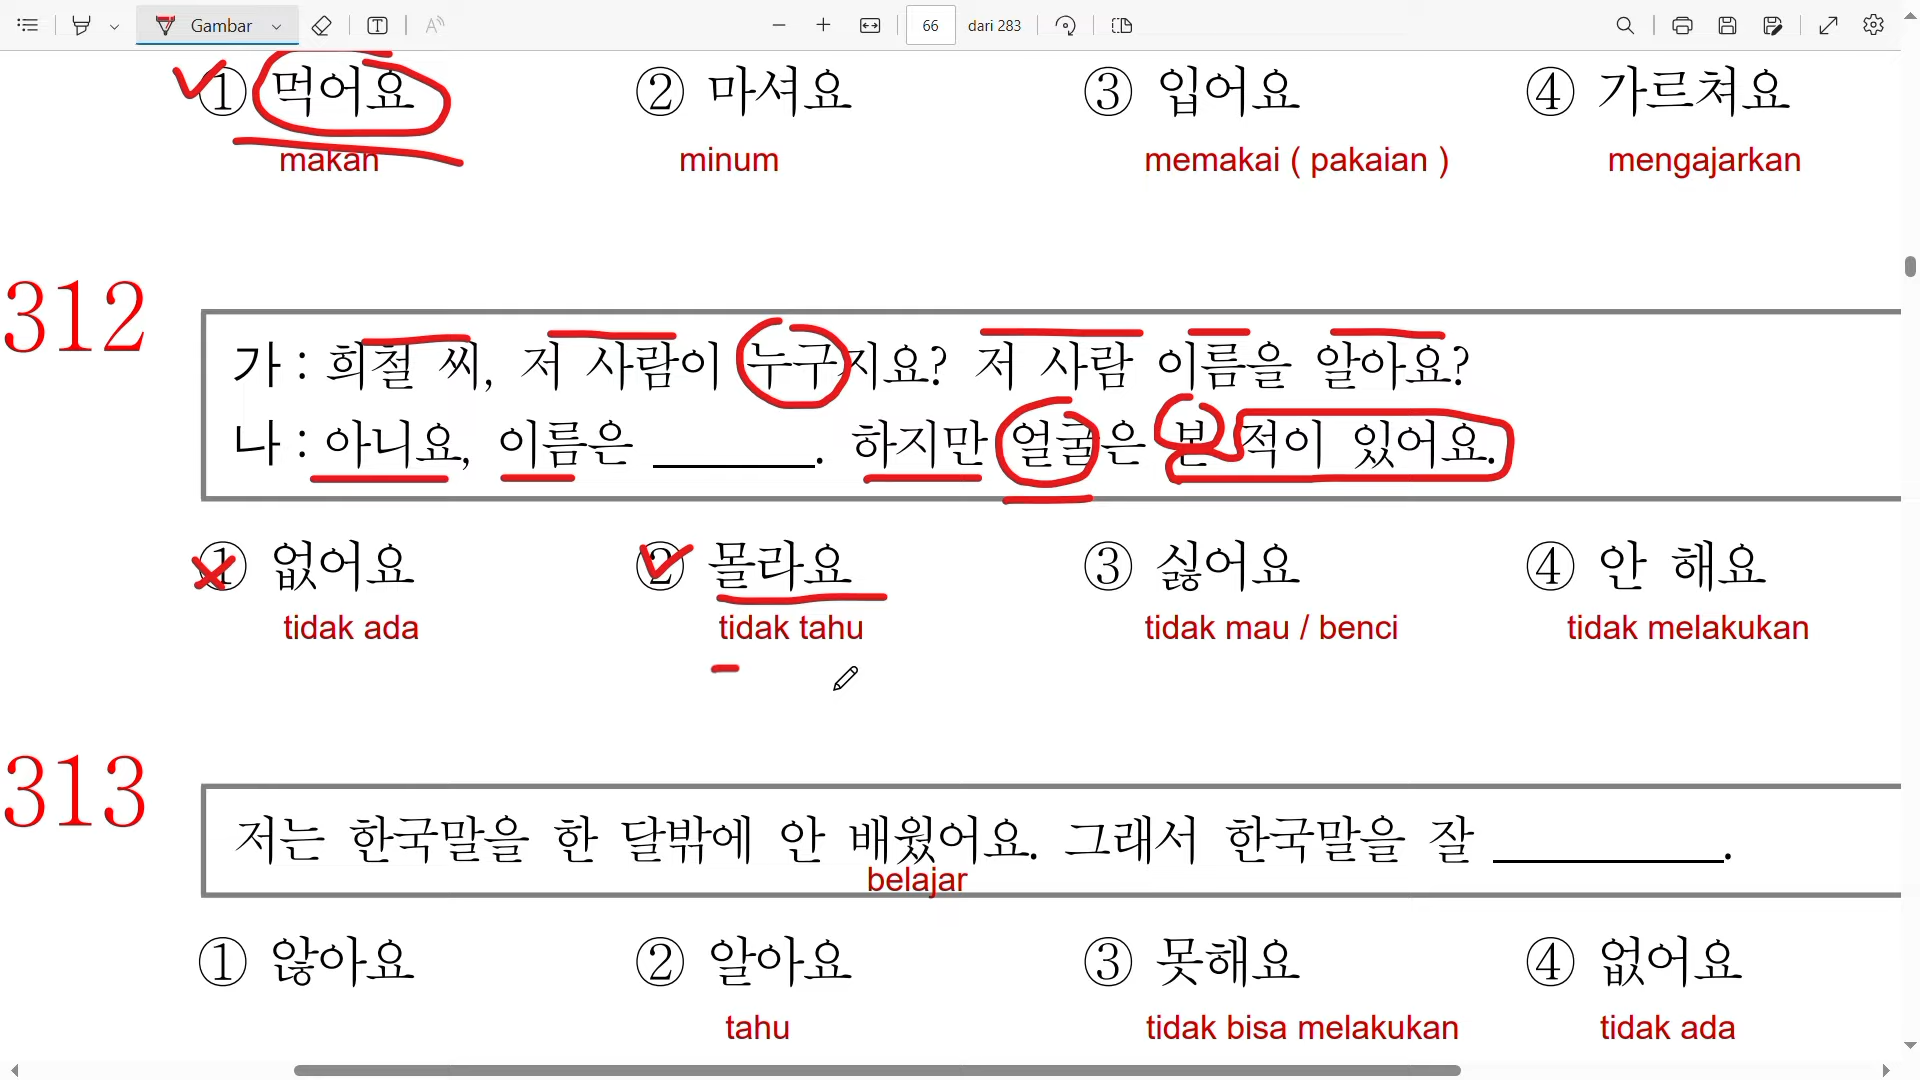 Gambar 66 dari 283
① 먹어요 ② 마셔요 ③ 입어요 ④ 가르쳐요
makan minum memakai ( pakaian ) mengajarkan
312
가 : 희철 씨, 저 사람이 누구지요? 저 사람 이름을 알아요?
나 : 아니요, 이름은 ________. 하지만 얼굴은 본 적이 있어요.
① 없어요 ② 몰라요 ③ 싫어요 ④ 안 해요
tidak ada tidak tahu tidak mau / benci tidak melakukan
313
저는 한국말을 한 달밖에 안 배웠어요. 그래서 한국말을 잘 ___________.
belajar
① 않아요 ② 알아요 ③ 못해요 ④ 없어요
tahu tidak bisa melakukan tidak ada